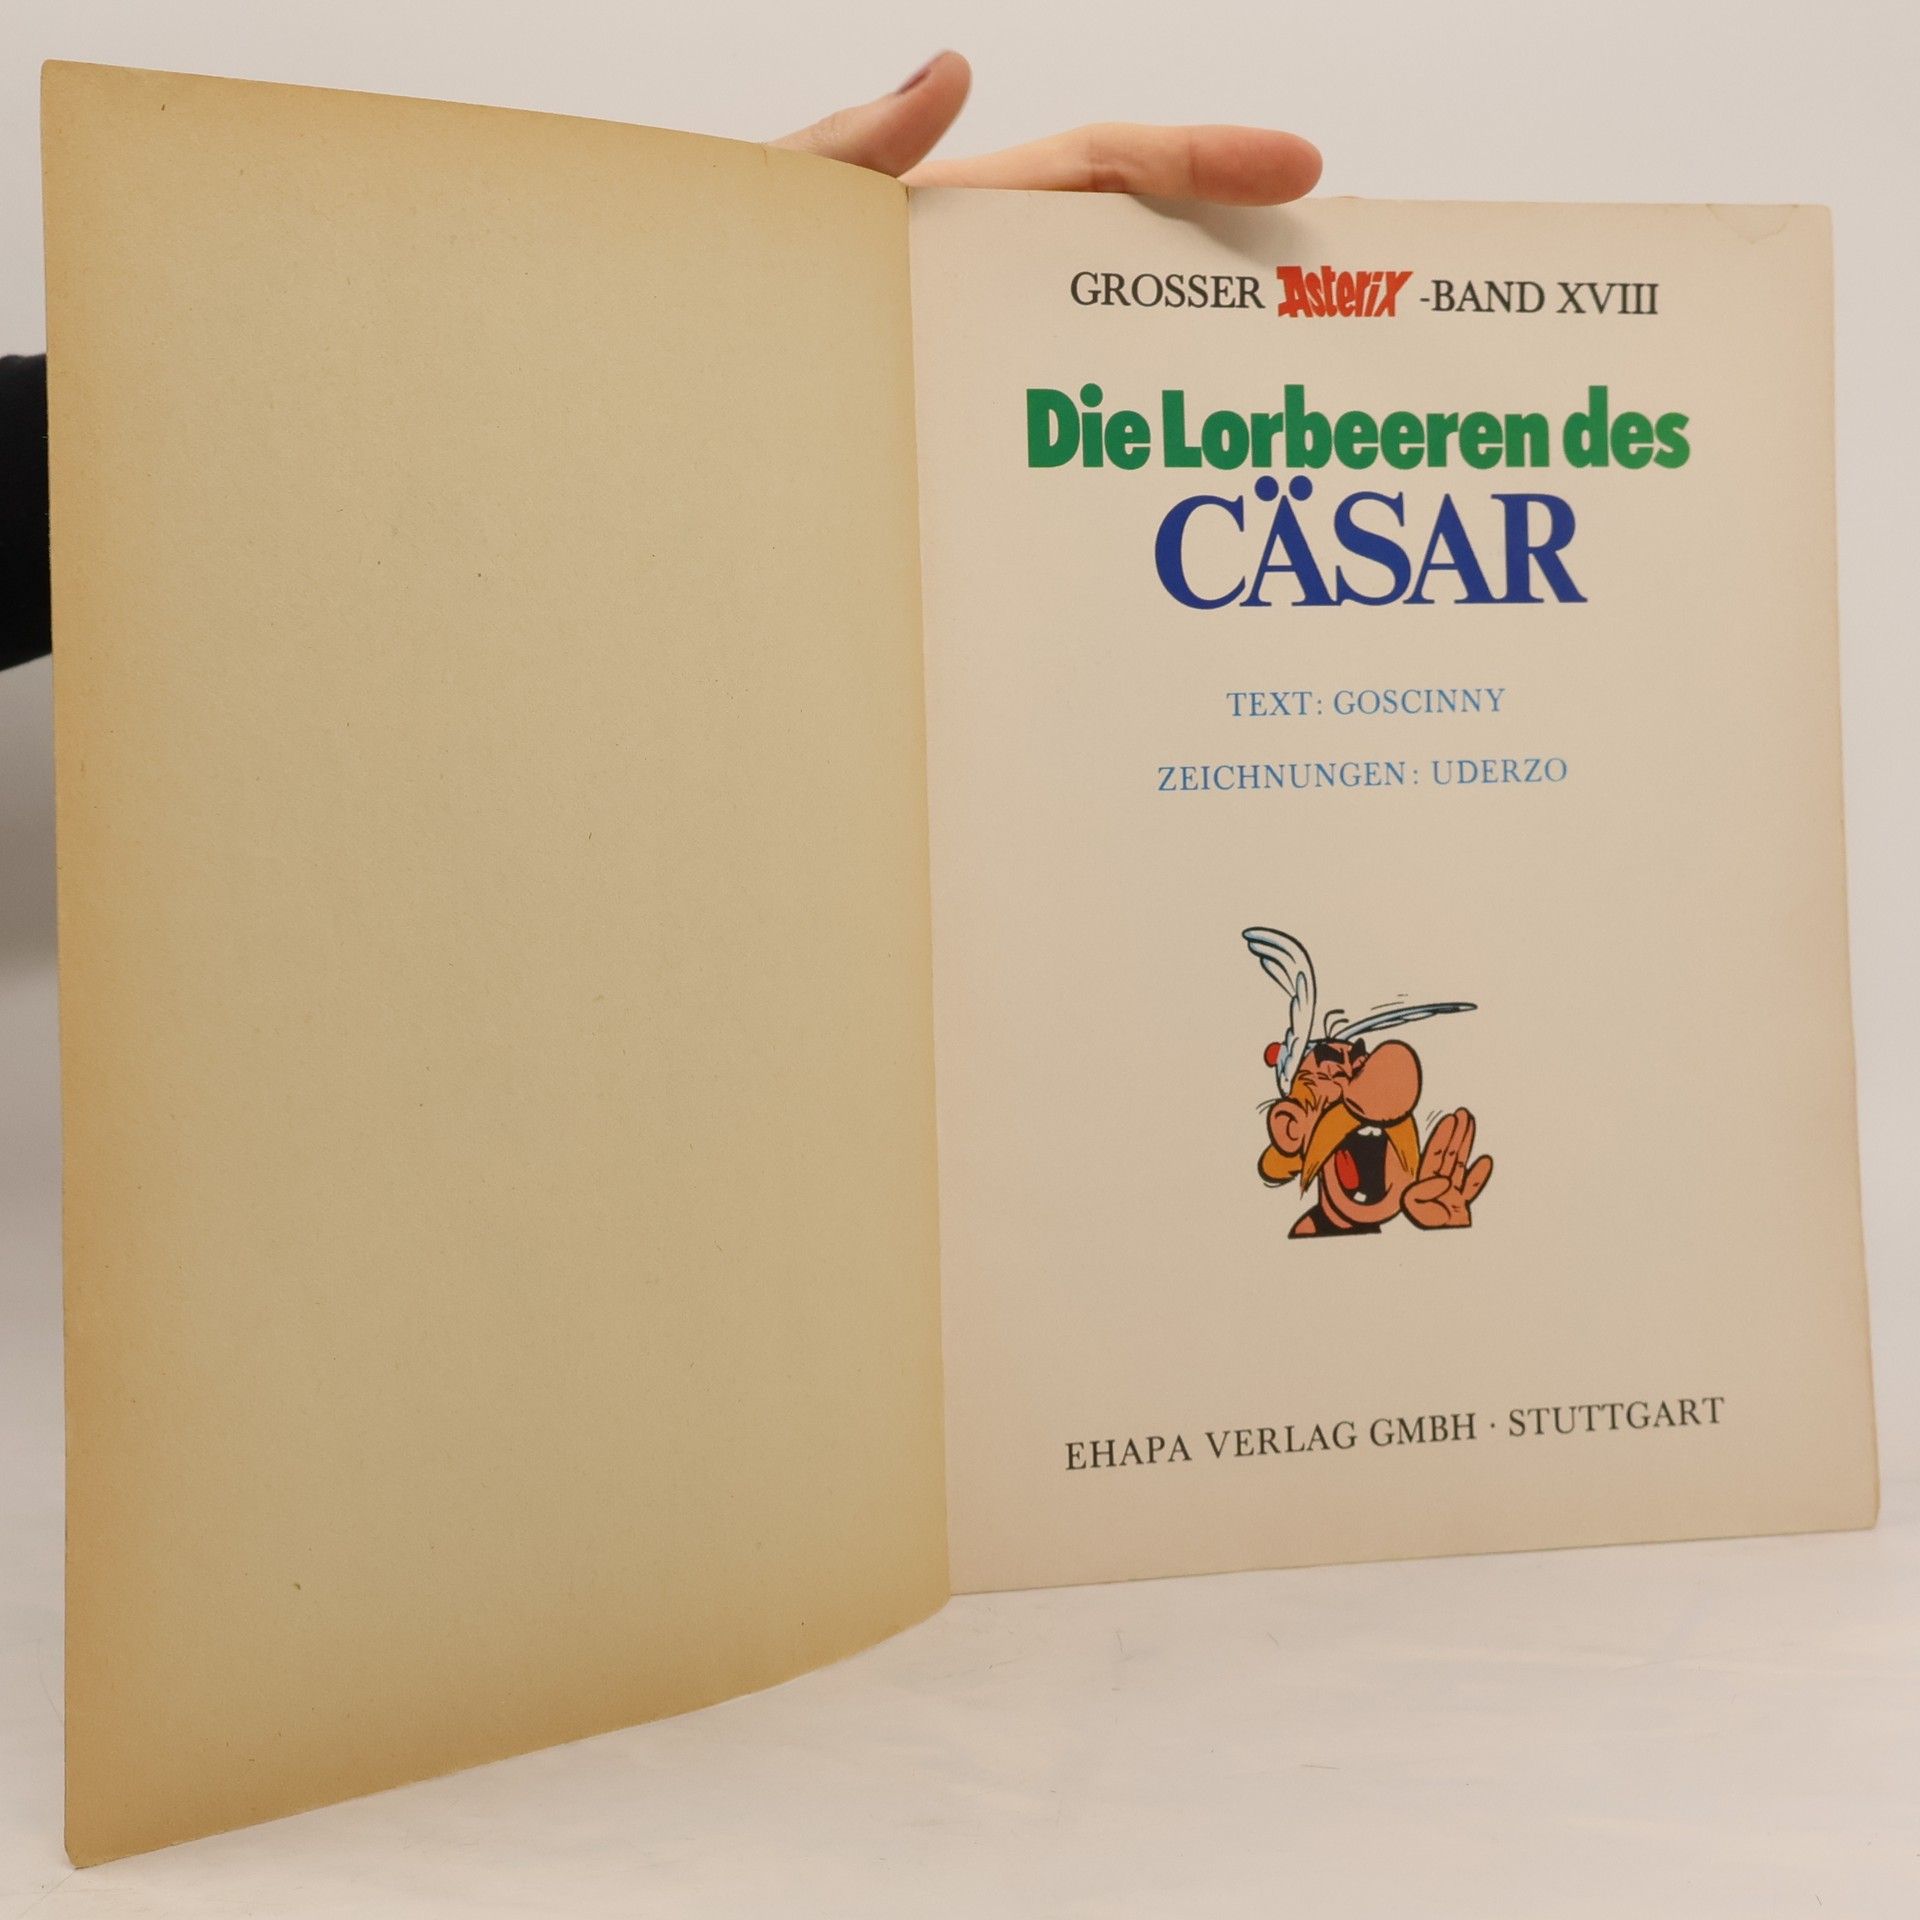 GROSSER Asterix -BAND XVIII
Die Lorbeeren des
CÄSAR
TEXT: GOSCINNY
ZEICHNUNGEN: UDERZO
EHAPA VERLAG GMBH · STUTTGART